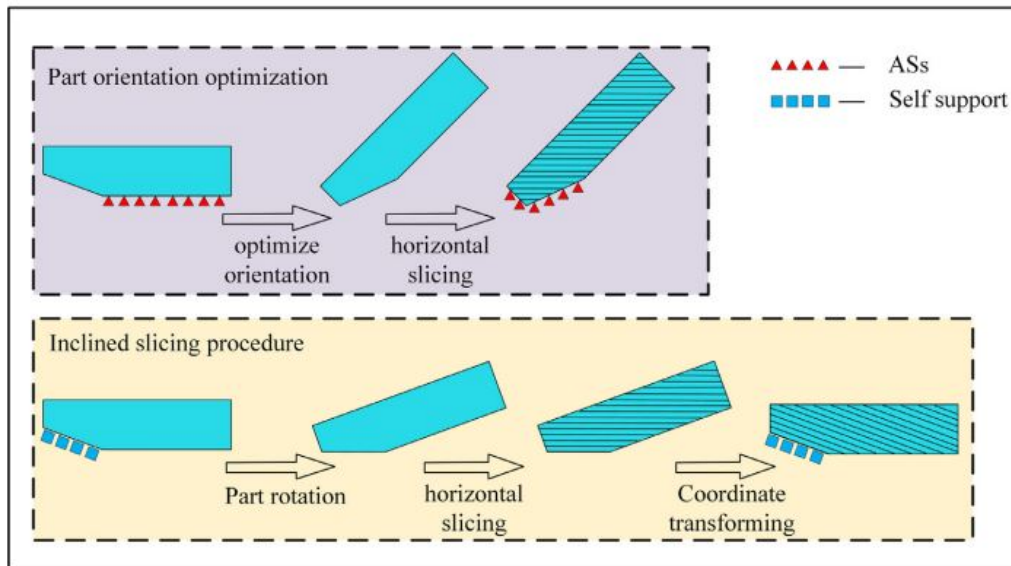 Part orientation optimization
optimize
orientation
horizontal
slicing
— ASs
— Self support
Inclined slicing procedure
Part rotation
horizontal
slicing
Coordinate
transforming